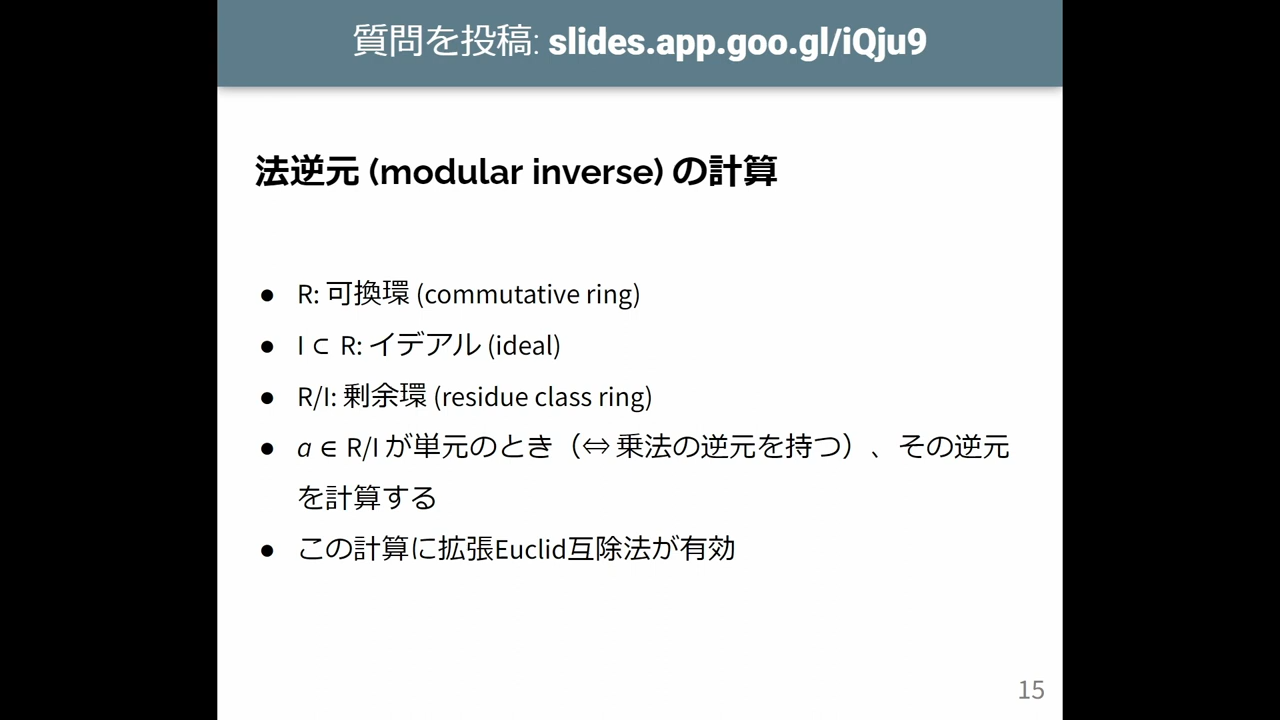 質問を投稿: slides.app.goo.gl/iQju9
法逆元 (modular inverse) の計算
● R: 可換環 (commutative ring)
● I ⊂ R: イデアル (ideal)
● R/I: 剰余環 (residue class ring)
● a ∈ R/I が単元のとき（⇔ 乗法の逆元を持つ）、その逆元
を計算する
● この計算に拡張Euclid互除法が有効
15